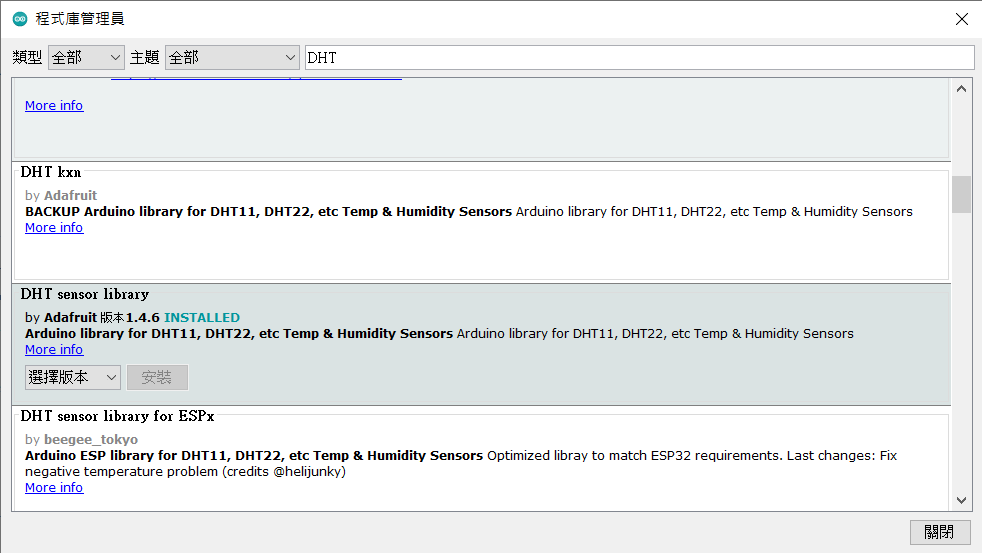 程式庫管理員
類型 全部 主題 全部 DHT
More info
DHT kxn
by Adafruit
BACKUP Arduino library for DHT11, DHT22, etc Temp & Humidity Sensors Arduino library for DHT11, DHT22, etc Temp & Humidity Sensors
More info
DHT sensor library
by Adafruit 版本1.4.6 INSTALLED
Arduino library for DHT11, DHT22, etc Temp & Humidity Sensors Arduino library for DHT11, DHT22, etc Temp & Humidity Sensors
More info
選擇版本 安裝
DHT sensor library for ESPx
by beegee_tokyo
Arduino ESP library for DHT11, DHT22, etc Temp & Humidity Sensors Optimized libray to match ESP32 requirements. Last changes: Fix
negative temperature problem (credits @helijunky)
More info
關閉